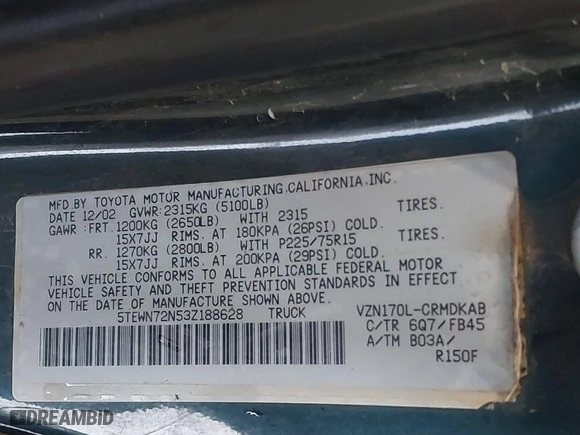 MFD.BY TOYOTA MOTOR MANUFACTURING,CALIFORNIA,INC.
DATE 12/02 GVWR:2315KG (5100LB)
GAWR : FRT.1200KG (2650LB) WITH 2315 TIRES.
15X7JJ RIMS. AT 180KPA (26PSI) COLD.
RR. 1270KG (2800LB) WITH P225/75R15 TIRES.
15X7JJ RIMS. AT 200KPA (29PSI) COLD.
THIS VEHICLE CONFORMS TO ALL APPLICABLE FEDERAL MOTOR
VEHICLE SAFETY AND THEFT PREVENTION STANDARDS IN EFFECT
ON THE DATE OF MANUFACTURE SHOWN ABOVE.
5TEWN72N53Z188628 TRUCK VZN170L-CRMDKAB
C/TR 6Q7/FB45
A/TM B03A/
R150F
DREAMBID